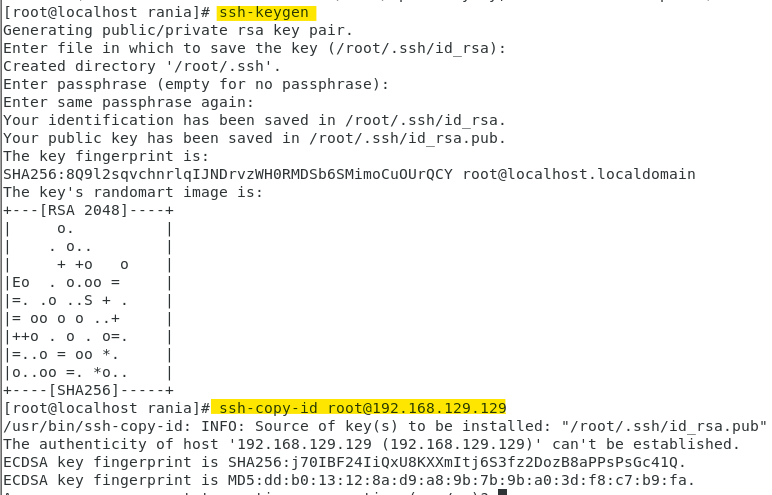 [root@localhost rania]# ssh-keygen
Generating public/private rsa key pair.
Enter file in which to save the key (/root/.ssh/id_rsa):
Created directory '/root/.ssh'.
Enter passphrase (empty for no passphrase):
Enter same passphrase again:
Your identification has been saved in /root/.ssh/id_rsa.
Your public key has been saved in /root/.ssh/id_rsa.pub.
The key fingerprint is:
SHA256:8Q9l2sqvchnrlqIJNDrvzWH0RMDSb6SMimoCuOUrQCY root@localhost.localdomain
The key's randomart image is:
+---[RSA 2048]----+
|     o.          |
|    . o..        |
|     + +o   o    |
|Eo  . o.oo =     |
|=. .o ..S + .    |
|= oo o o ..+     |
|++o . o . o=.    |
|=..o = oo *.     |
|o..oo =. *o..    |
+----[SHA256]-----+
[root@localhost rania]# ssh-copy-id root@192.168.129.129
/usr/bin/ssh-copy-id: INFO: Source of key(s) to be installed: "/root/.ssh/id_rsa.pub"
The authenticity of host '192.168.129.129 (192.168.129.129)' can't be established.
ECDSA key fingerprint is SHA256:j70IBF24IiQxU8KXXmItj6S3fz2DozB8aPPsPsGc41Q.
ECDSA key fingerprint is MD5:dd:b0:13:12:8a:d9:a8:9b:7b:9b:a0:3d:f8:c7:b9:fa.